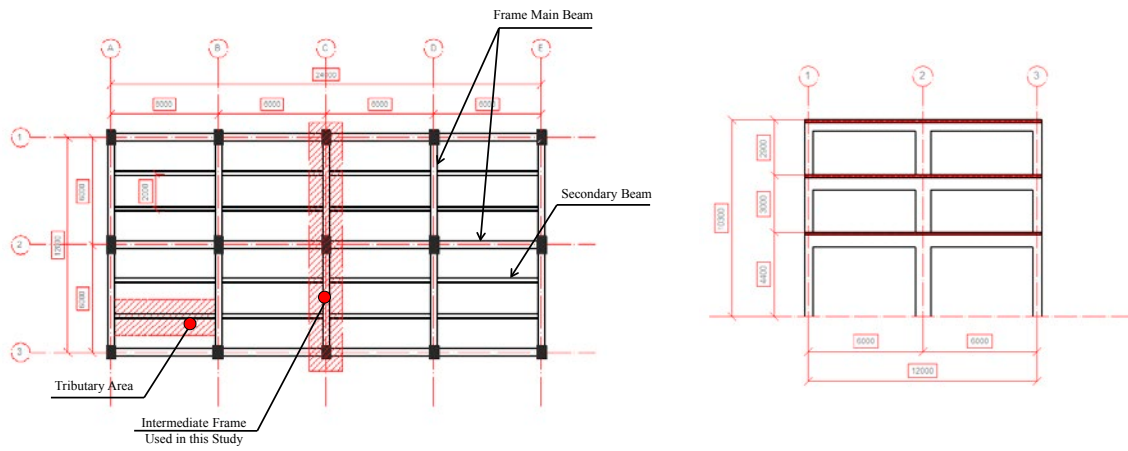 Frame Main Beam
A B C D E
24000
6000 6000 6000 6000
1
2000
6000
Secondary Beam
2
12000
6000
3
Tributary Area
Intermediate Frame
Used in this Study
1 2 3
2900
3000
10300
4400
6000 6000
12000